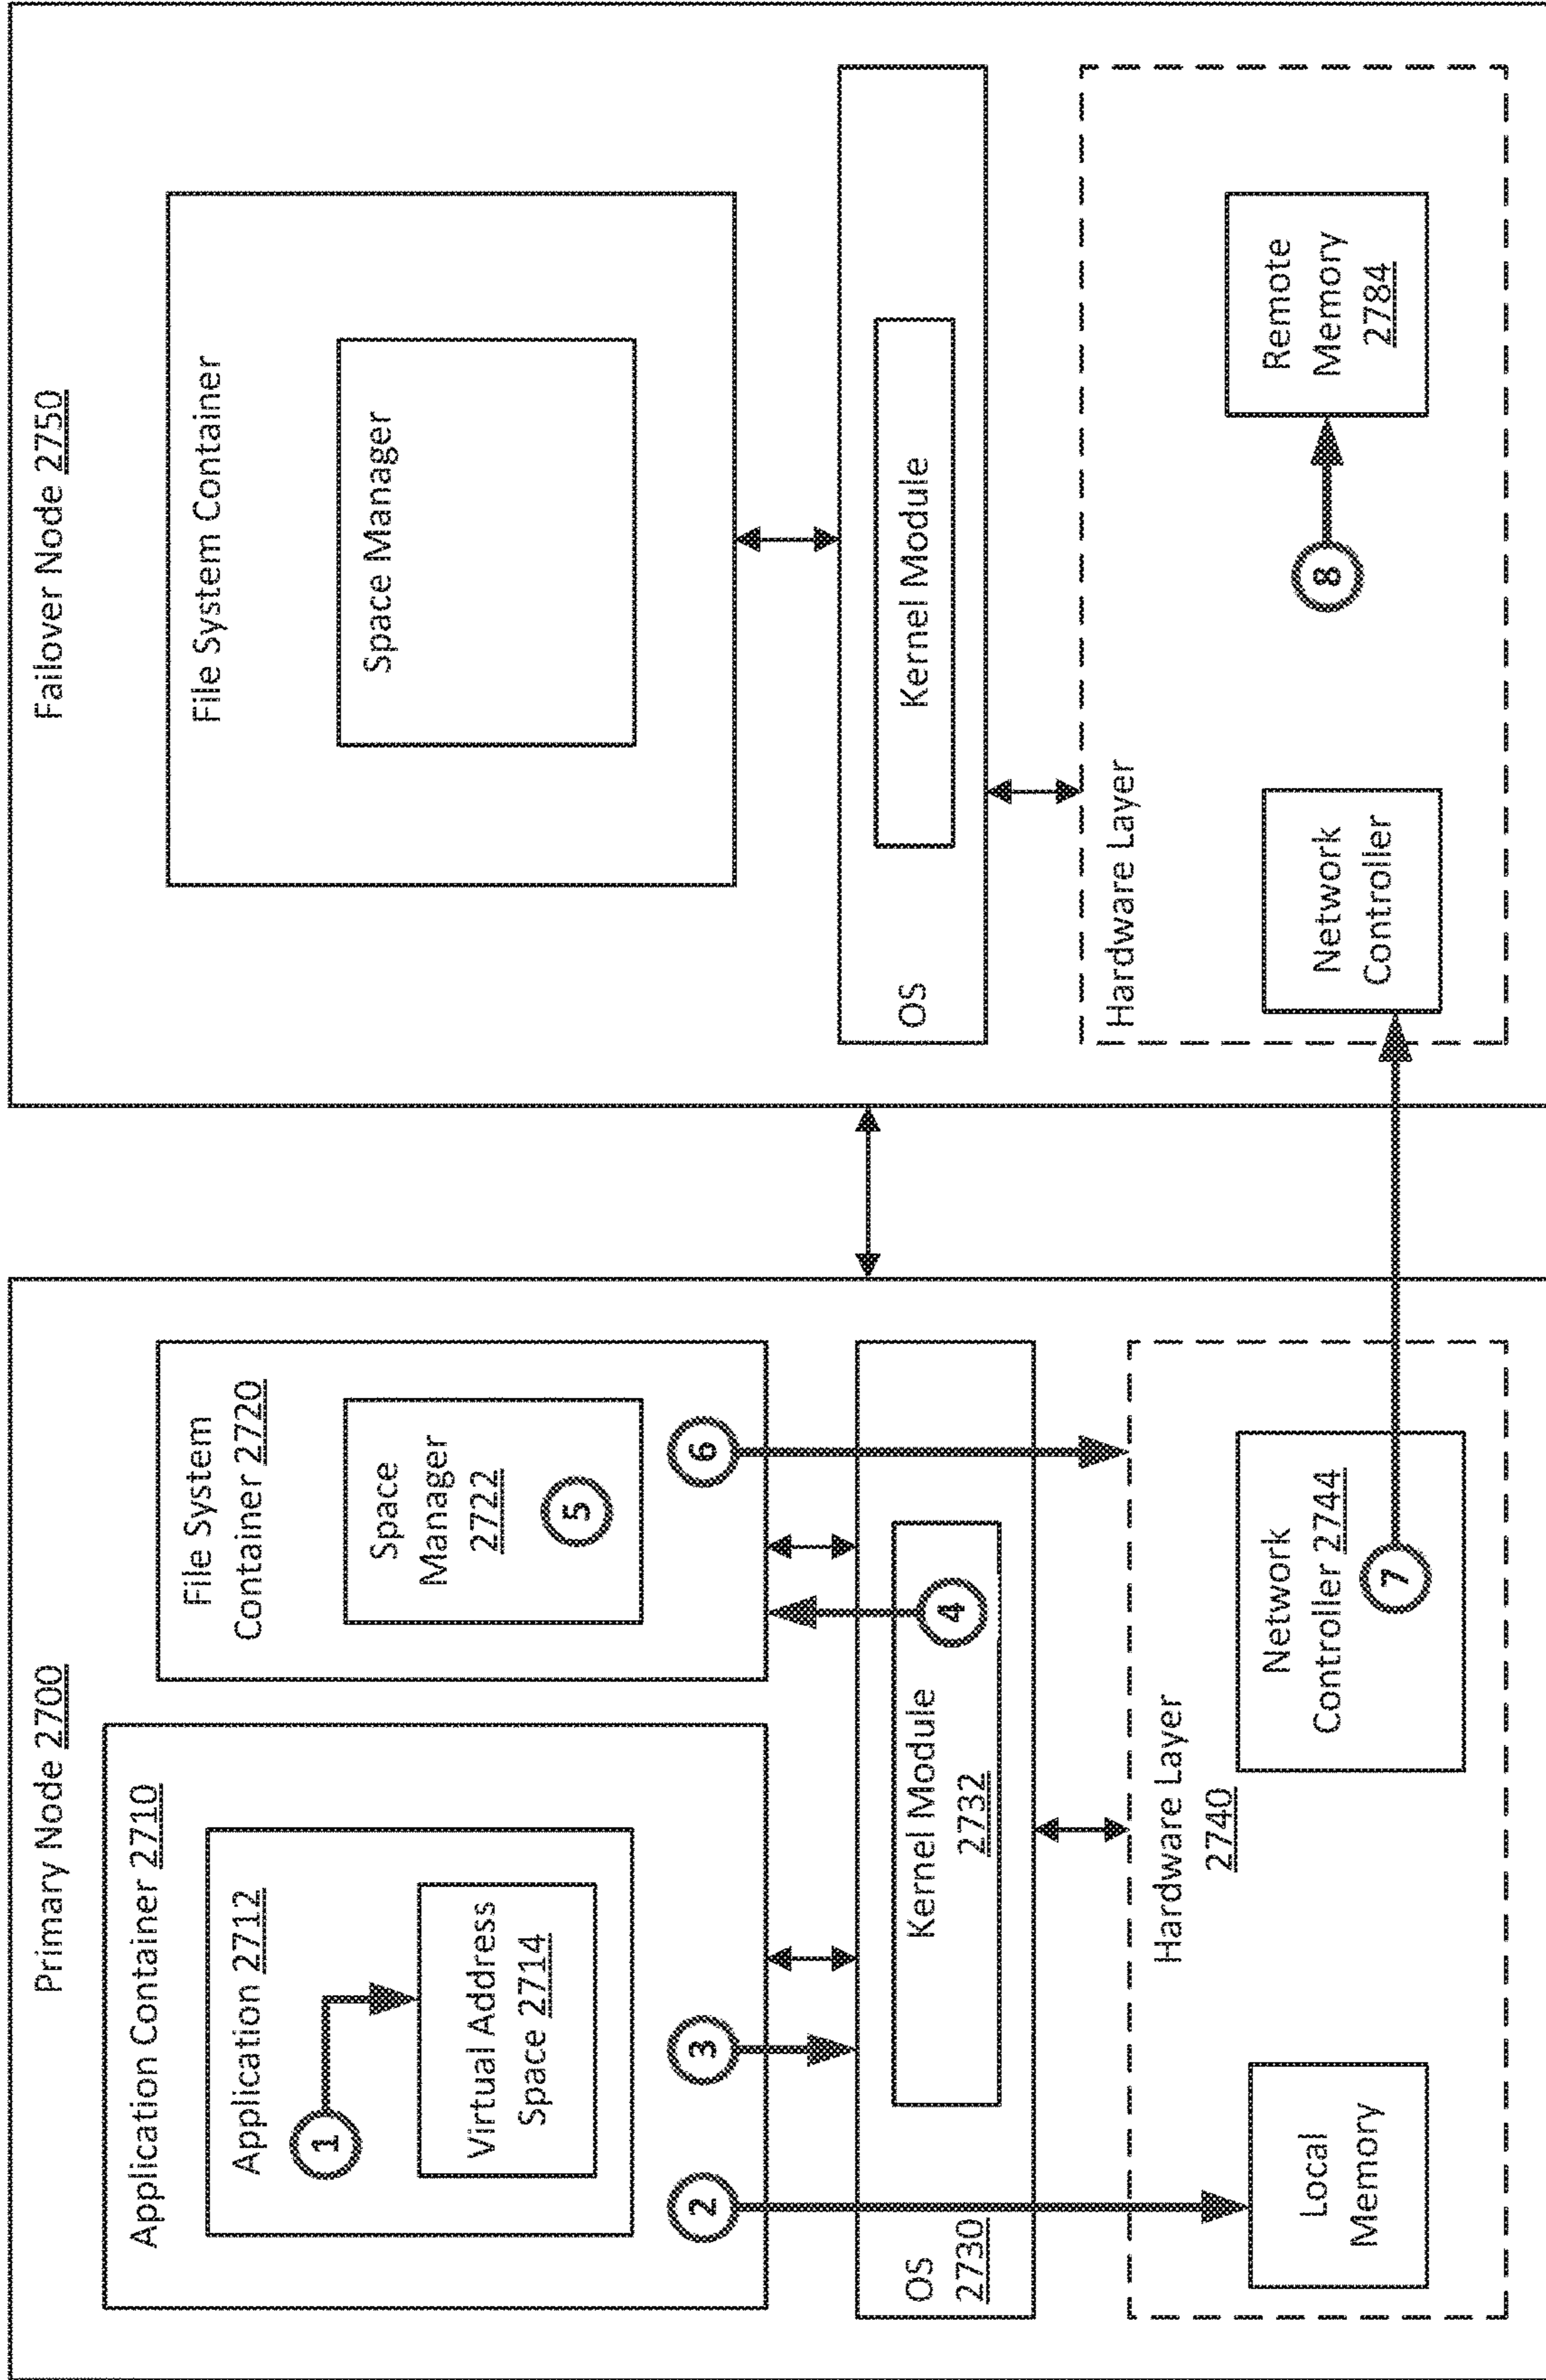 Primary Node 2700
Application Container 2710
Application 2712
1
Virtual Address
Space 2714
2
3
File System
Container 2720
Space
Manager
2722
5
6
OS
2730
Kernel Module
2732
4
Hardware Layer
2740
Local
Memory
Network
Controller 2744
7
Failover Node 2750
File System Container
Space Manager
OS
Kernel Module
Hardware Layer
Network
Controller
8
Remote
Memory
2784